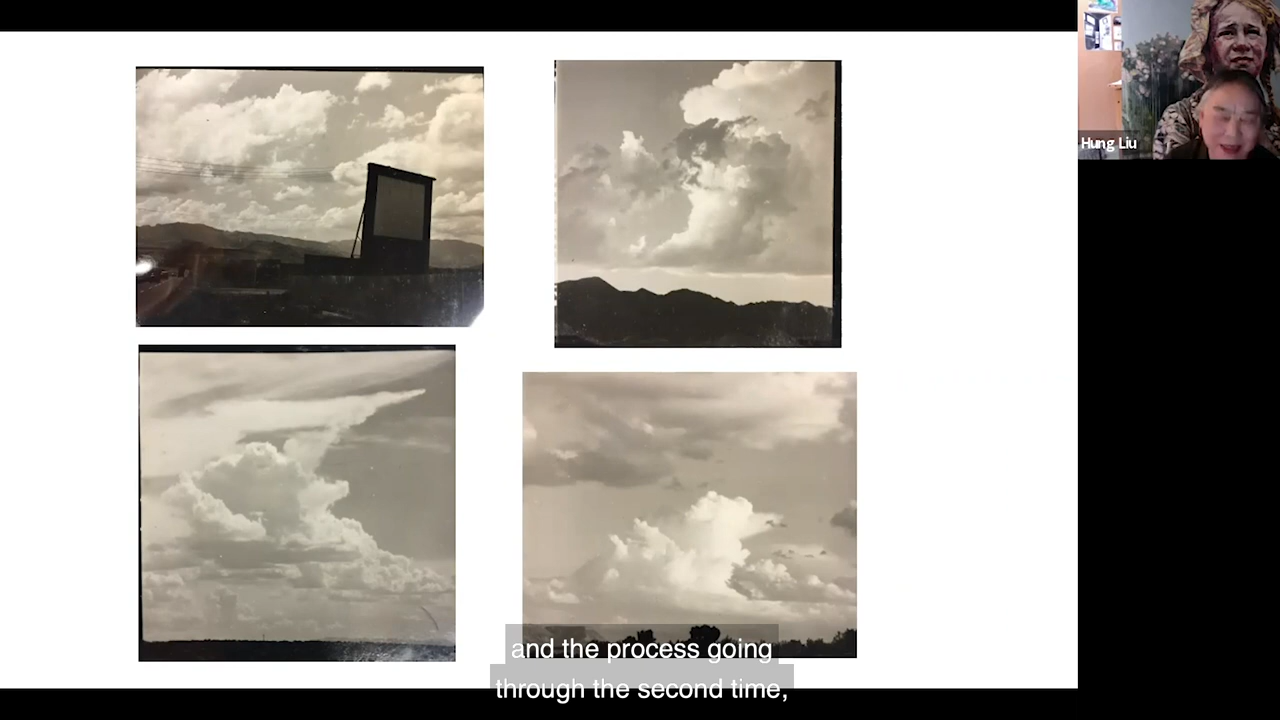 Hung Liu
and the process going
through the second time,